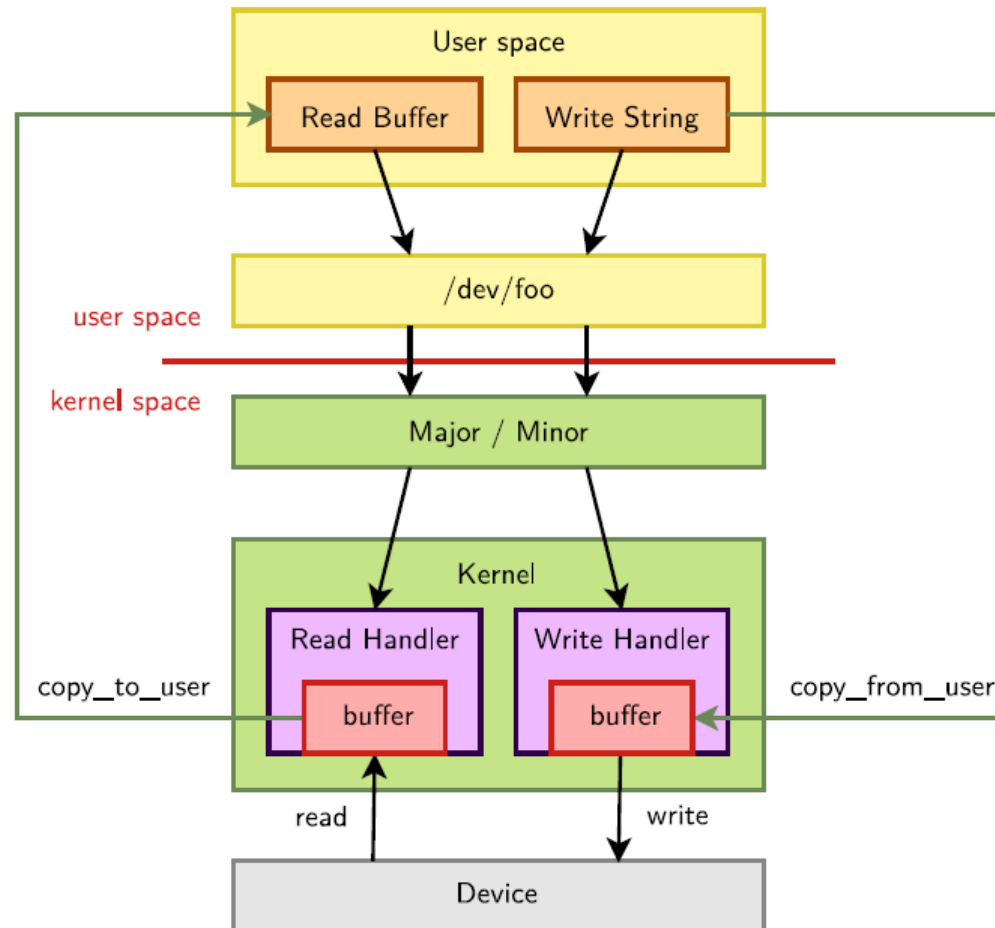 User space
Read Buffer
Write String
/dev/foo
user space
kernel space
Major / Minor
Kernel
Read Handler
Write Handler
copy_to_user
buffer
buffer
copy_from_user
read
write
Device